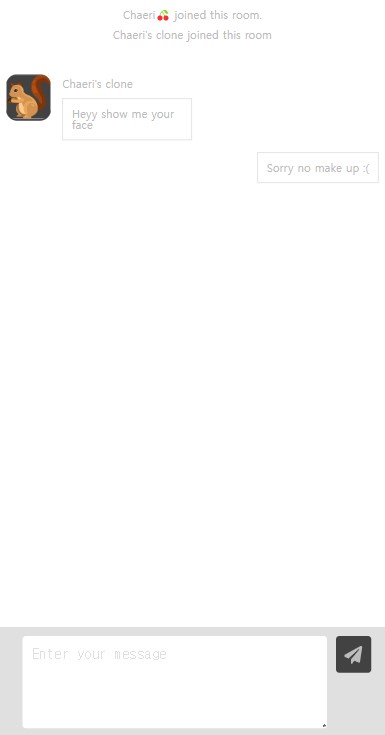 Chaeri🍒 joined this room.
Chaeri's clone joined this room
Chaeri's clone
Heyy show me your
face
Sorry no make up :(
Enter your message